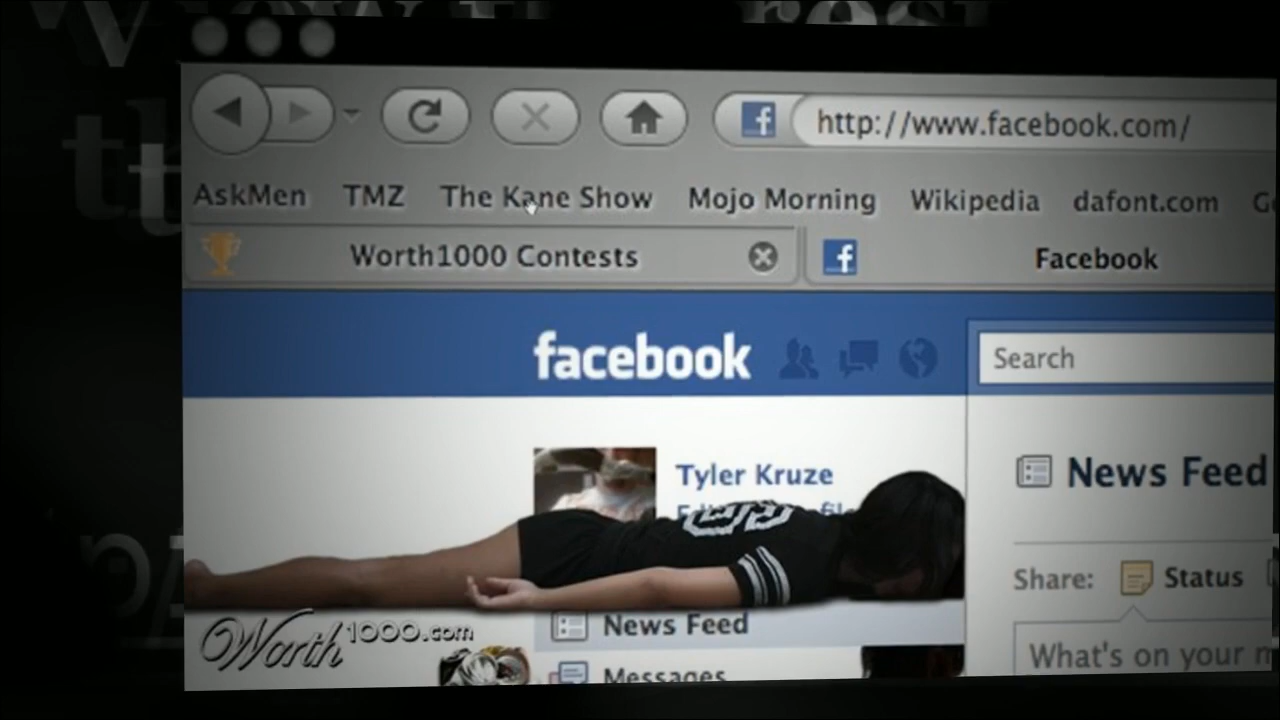 http://www.facebook.com/
AskMen TMZ The Kane Show Mojo Morning Wikipedia dafont.com
Worth1000 Contests Facebook
facebook Search
Tyler Kruze
News Feed
Share: Status
Worth1000.com
News Feed
What's on your
Messages